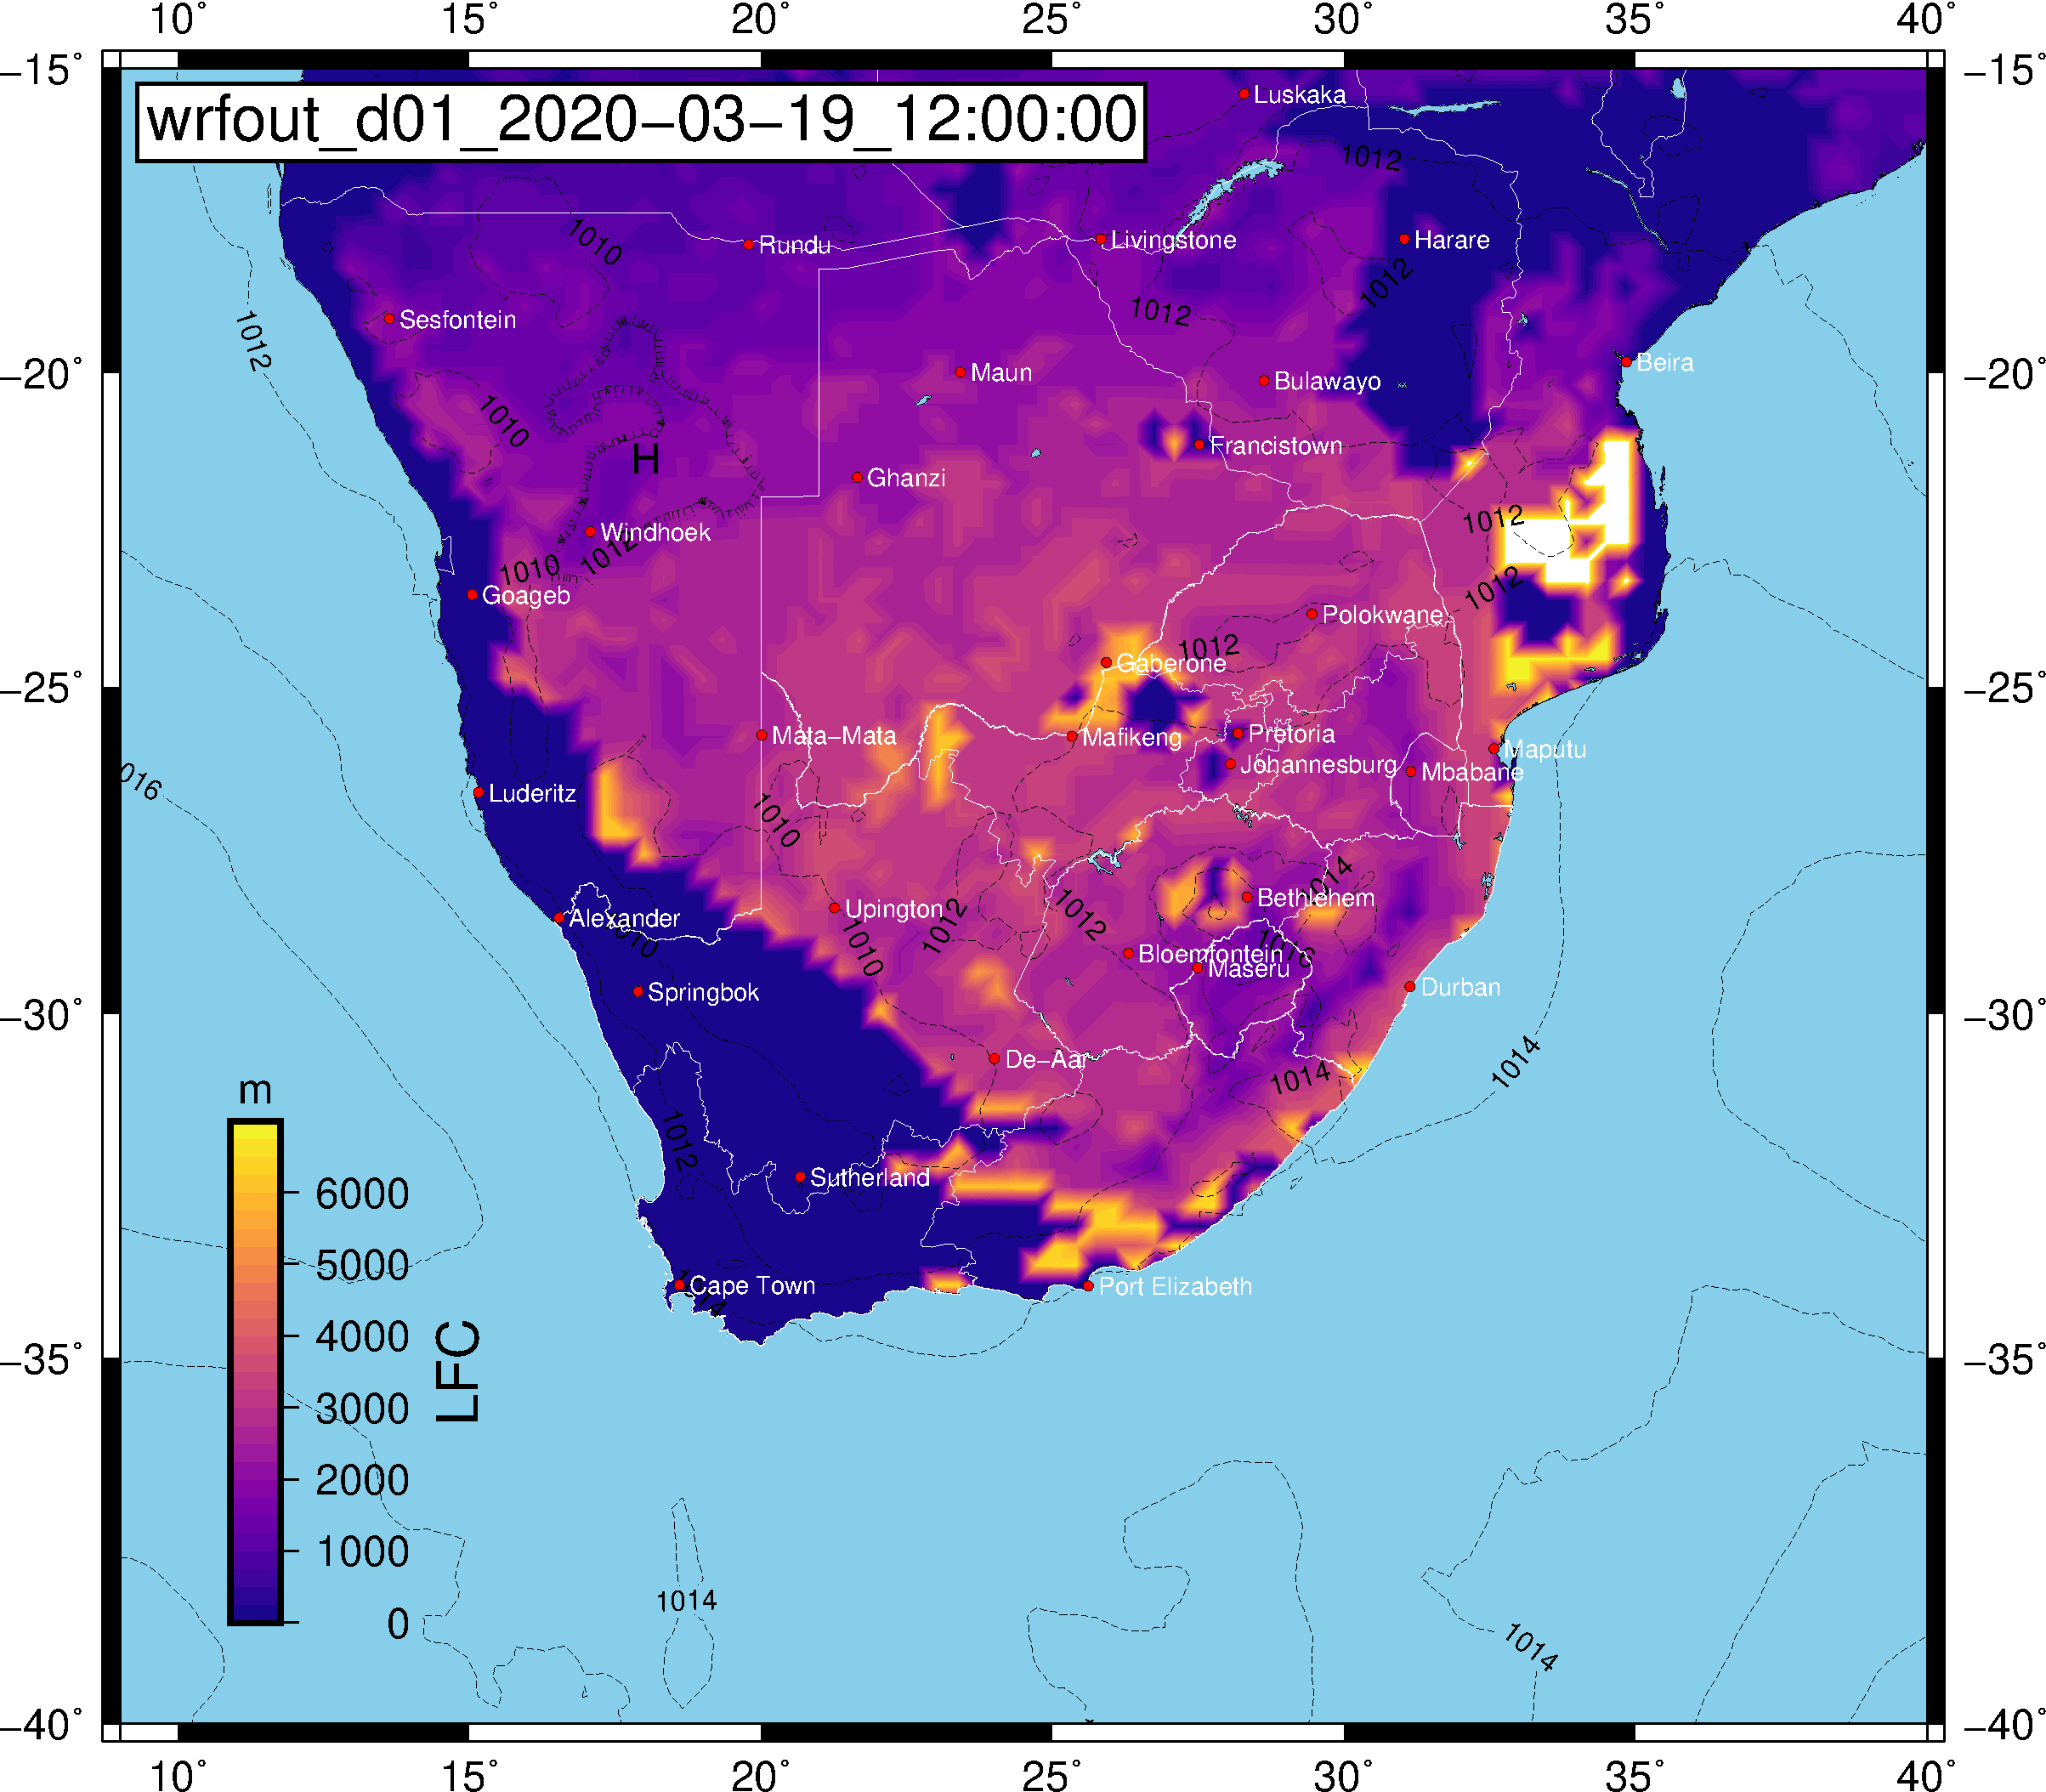 10° 15° 20° 25° 30° 35° 40°
−15° −15°
wrfout_d01_2020−03−19_12:00:00
Luskaka
1012
Rundu
1010
Livingstone
Harare
1012
1012
Sesfontein
1012
−20° −20°
Maun
Bulawayo
Beira
1010
Francistown
H
Ghanzi
Windhoek
1012
1012
1010
Goageb
1012
Polokwane
1012
Gaberone
−25° −25°
Mata−Mata
Mafikeng
Pretoria
Maputu
Johannesburg
Mbabane
1016
Luderitz
1010
1014
Bethlehem
Alexander
Upington
1012
1012
1010
1010
Bloemfontein
1016
Maseru
Springbok
Durban
−30° −30°
De−Aar
1014
1014
m
1012
Sutherland
6000
5000
Cape Town
1014
Port Elizabeth
4000
−35° −35°
LFC
3000
2000
1000
0
1014
1014
−40° −40°
10° 15° 20° 25° 30° 35° 40°